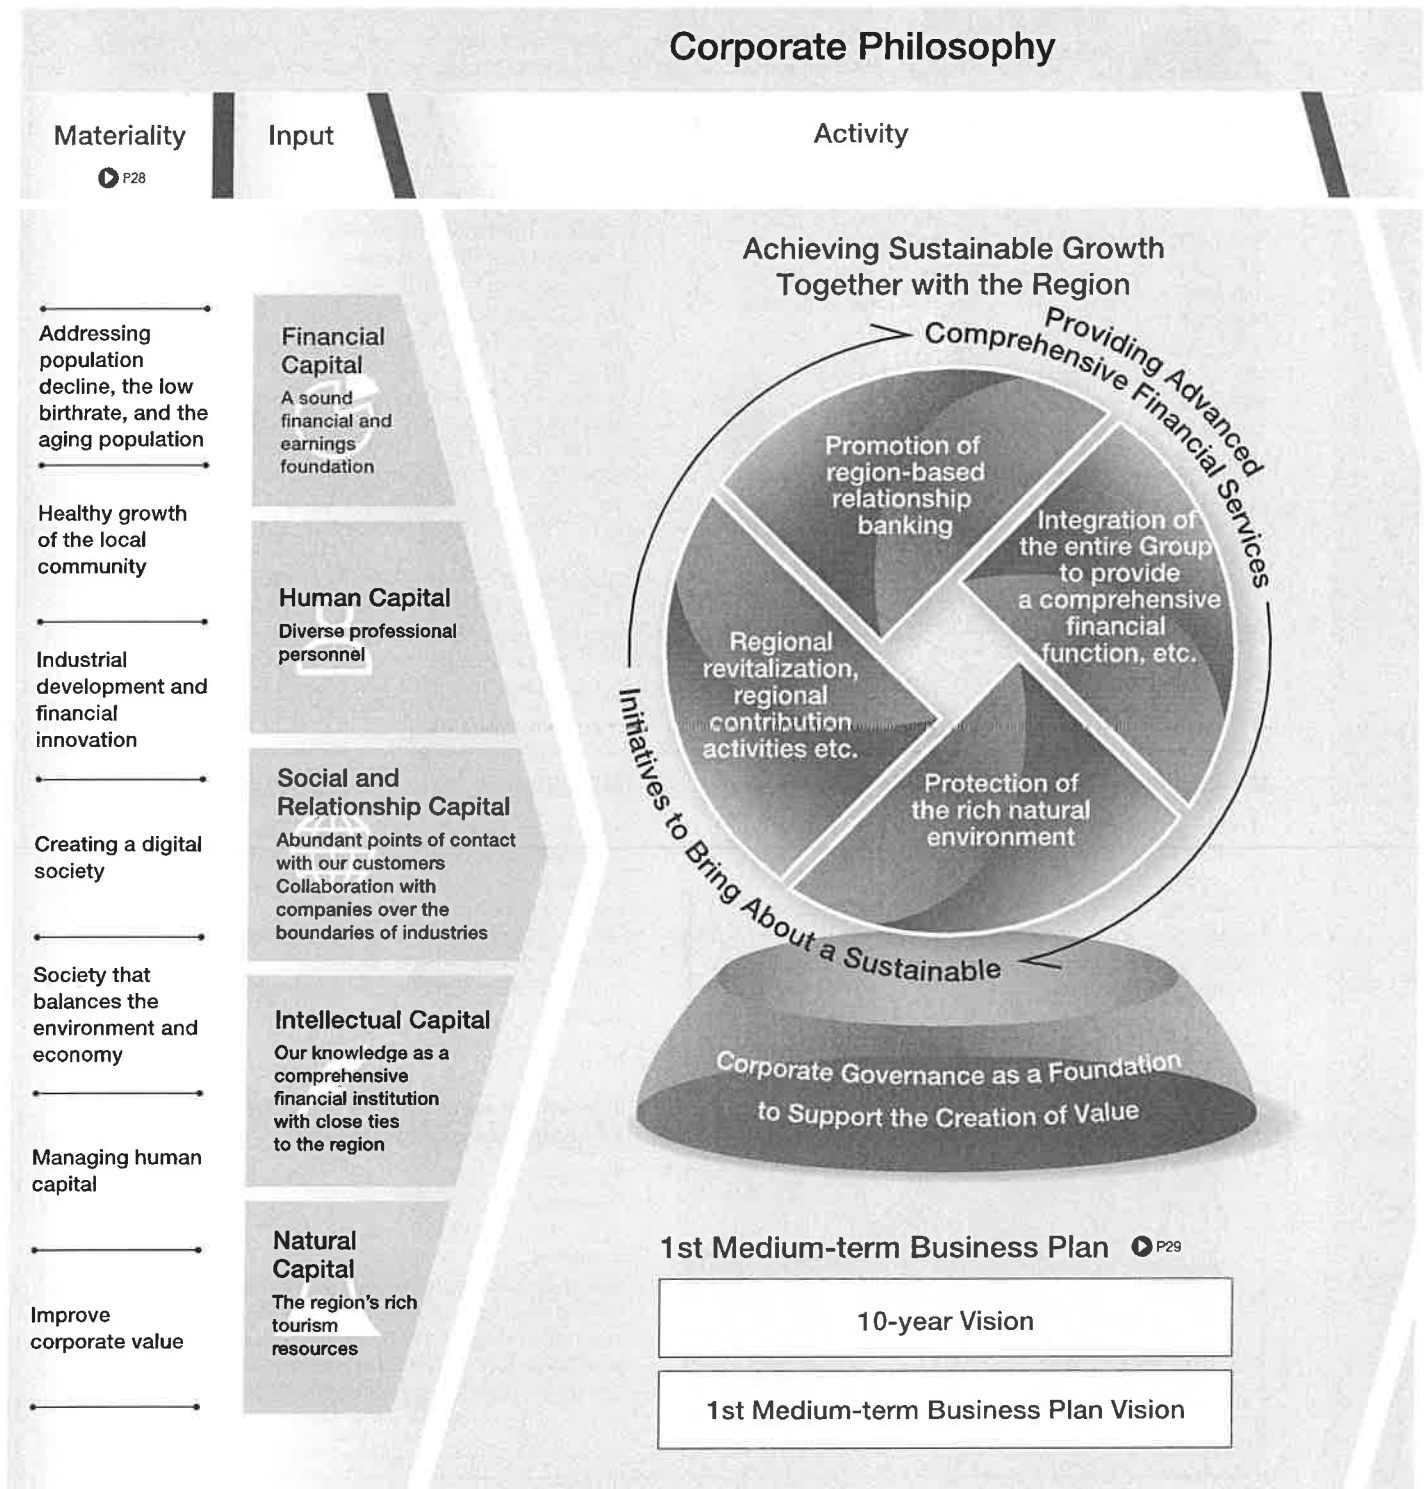 Corporate Philosophy
Materiality
P28
Input
Activity
Addressing
population
decline, the low
birthrate, and the
aging population
Healthy growth
of the local
community
Industrial
development and
financial
innovation
Creating a digital
society
Society that
balances the
environment and
economy
Managing human
capital
Improve
corporate value
Financial
Capital
A sound
financial and
earnings
foundation
Human Capital
Diverse professional
personnel
Social and
Relationship Capital
Abundant points of contact
with our customers
Collaboration with
companies over the
boundaries of industries
Intellectual Capital
Our knowledge as a
comprehensive
financial institution
with close ties
to the region
Natural
Capital
The region's rich
tourism
resources
Achieving Sustainable Growth
Together with the Region
Providing Advanced
Comprehensive Financial Services
Promotion of
region-based
relationship
banking
Integration of
the entire Group
to provide
a comprehensive
financial
function, etc.
Regional
revitalization,
regional
contribution
activities etc.
Protection of
the rich natural
environment
Initiatives to Bring About a Sustainable
Corporate Governance as a Foundation
to Support the Creation of Value
1st Medium-term Business Plan P29
10-year Vision
1st Medium-term Business Plan Vision